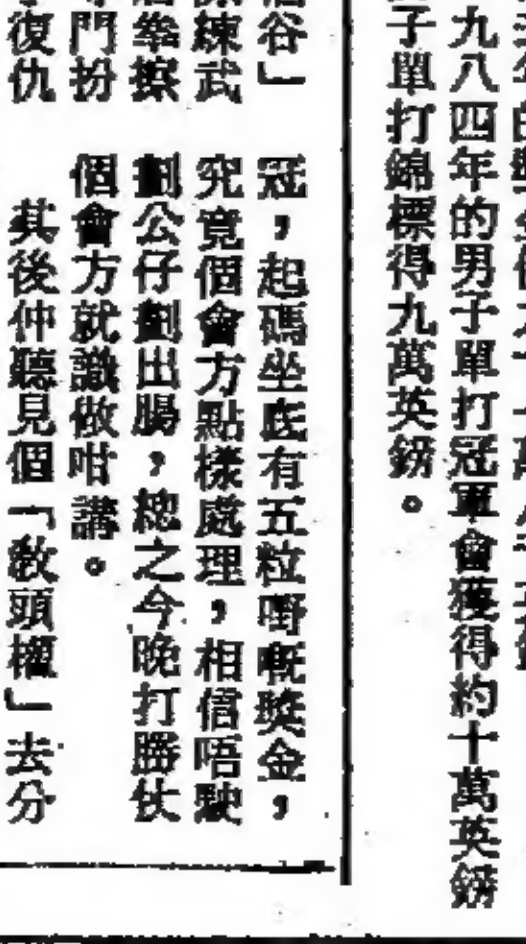 九八四年的男子單打冠軍會獲得約十萬英鎊
子單打錦標得九萬英鎊。
谷」
練武
擦
門扮
復仇
冠，起碼坐底有五粒嘢嘅獎金，
究竟個會方點樣處理，相信唔駛
劃公仔劃出腸，總之今晚打勝仗
個會方就識做咁講。
其後仲聽見個「教頭權」去分